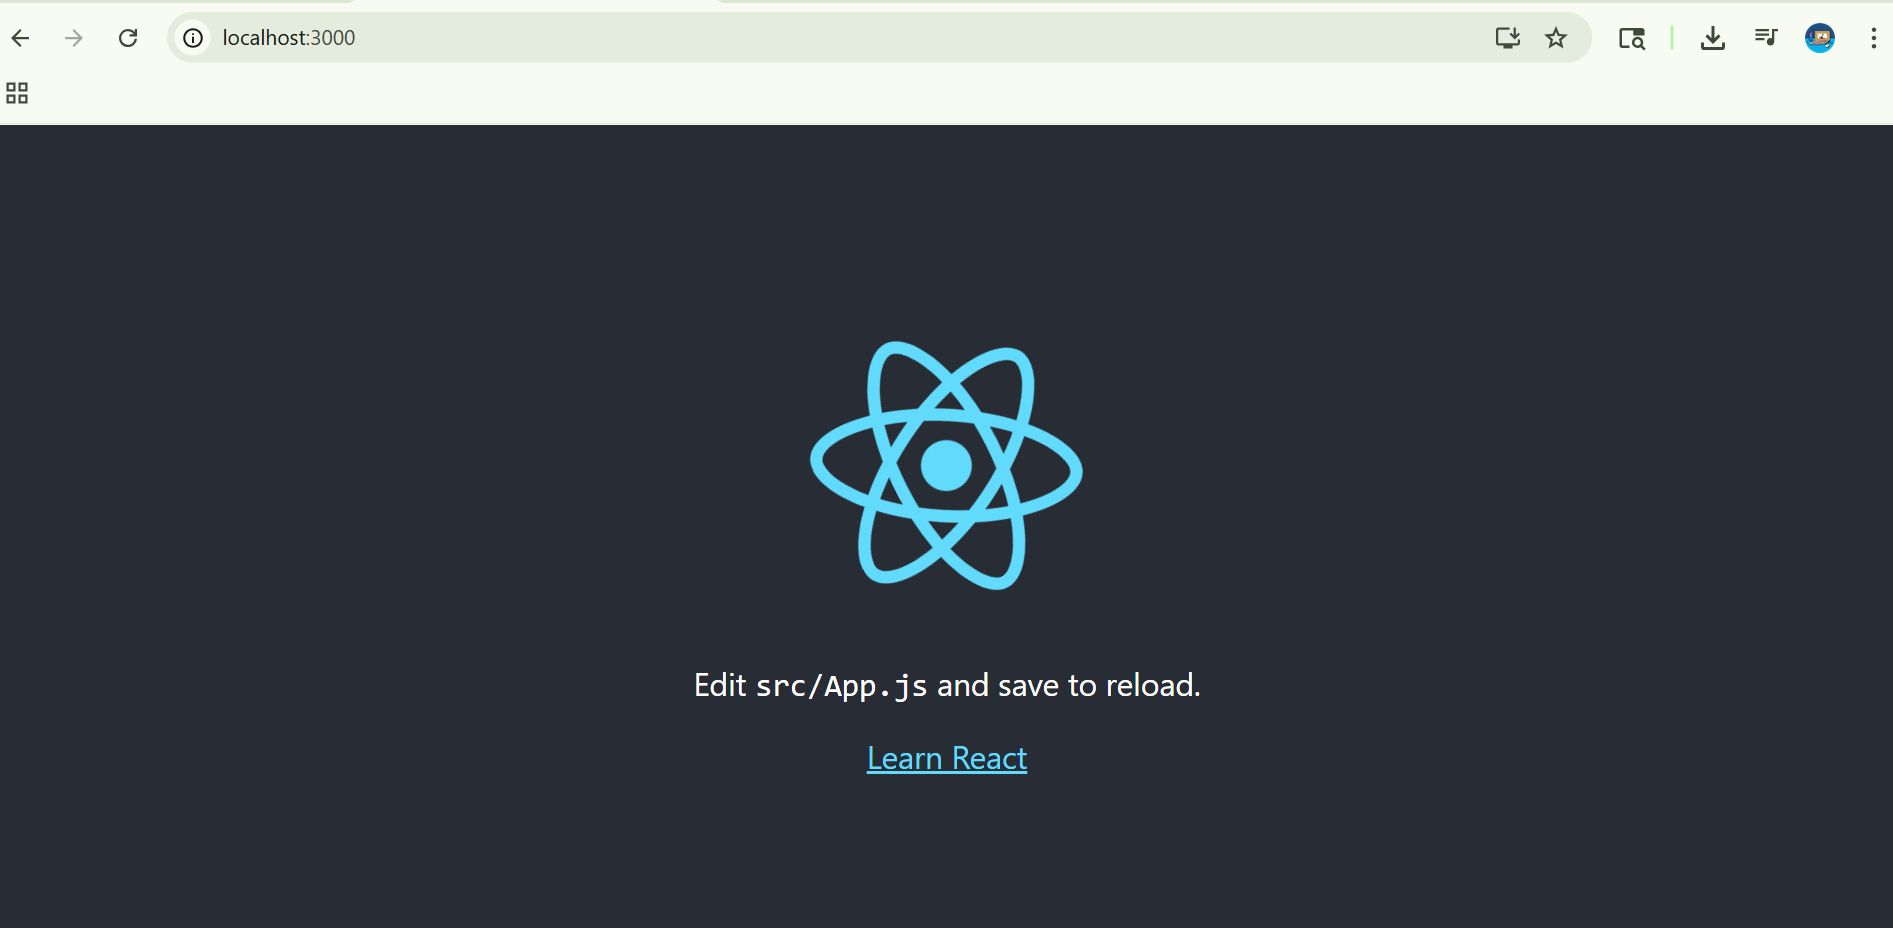 localhost:3000
Edit src/App.js and save to reload.
Learn React